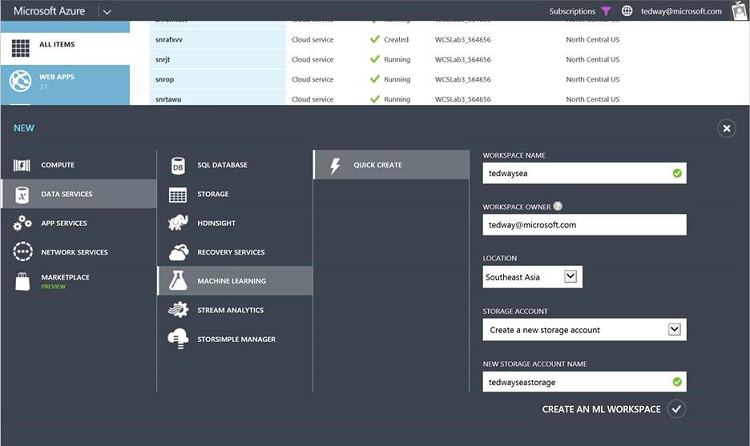 Microsoft Azure
Subscriptions tedway@microsoft.com
ALL ITEMS
WEB APPS
21
Running
snrafxvv Cloud service Created WCSLab3_564656 North Central US
snrjt Cloud service Running WCSLab3_564656 North Central US
snrop Cloud service Running WCSLab3_564656 North Central US
snrtawu Cloud service Running WCSLab3_564656 North Central US
NEW
COMPUTE
DATA SERVICES
APP SERVICES
NETWORK SERVICES
MARKETPLACE
PREVIEW
DB
SQL DATABASE
STORAGE
HDINSIGHT
RECOVERY SERVICES
MACHINE LEARNING
STREAM ANALYTICS
STORSIMPLE MANAGER
QUICK CREATE
WORKSPACE NAME
tedwaysea
WORKSPACE OWNER ?
tedway@microsoft.com
LOCATION
Southeast Asia
STORAGE ACCOUNT
Create a new storage account
NEW STORAGE ACCOUNT NAME
tedwayseastorage
CREATE AN ML WORKSPACE